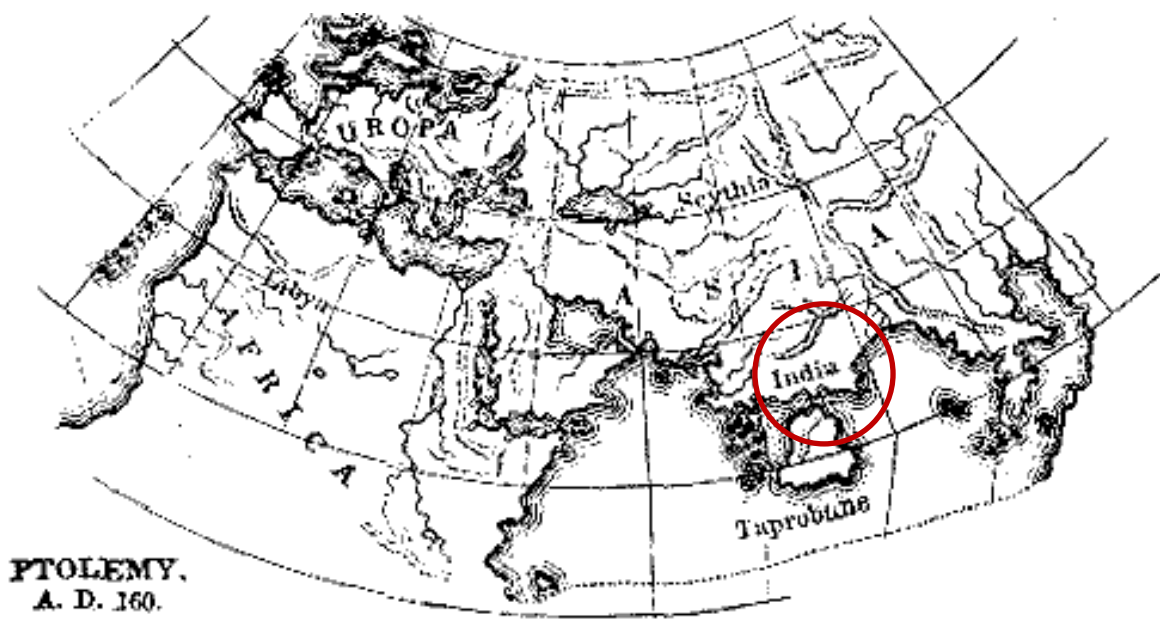 UROPA
Scythia
A S I A
Libya
AFRICA
India
Taprobane
PTOLEMY.
A. D. 160.